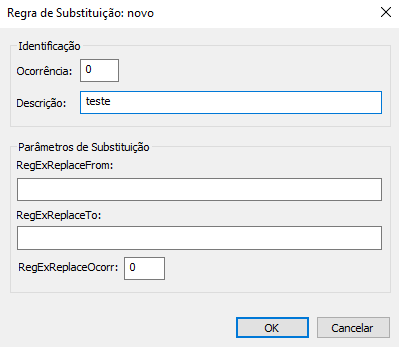 Regra de Substituição: novo
Identificação
Ocorrência: 0
Descrição: teste
Parâmetros de Substituição
RegExReplaceFrom:
RegExReplaceTo:
RegExReplaceOcorr: 0
OK Cancelar